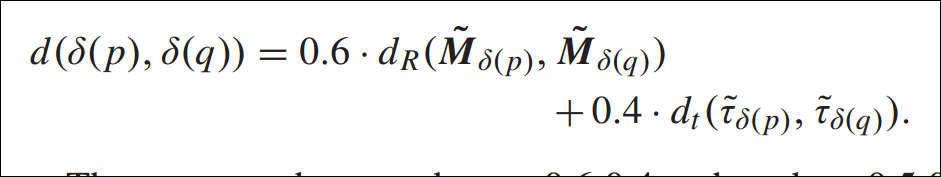 d(δ(p), δ(q)) = 0.6 · d_R(M̃_δ(p), M̃_δ(q))
+ 0.4 · d_t(τ̃_δ(p), τ̃_δ(q)).